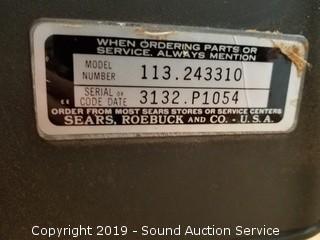 WHEN ORDERING PARTS OR
SERVICE, ALWAYS MENTION
MODEL
NUMBER 113.243310
SERIAL OR
CODE DATE 3132.P1054
ORDER FROM MOST SEARS STORES OR SERVICE CENTERS
SEARS, ROEBUCK AND CO. - U.S.A.
Copyright 2019 - Sound Auction Service